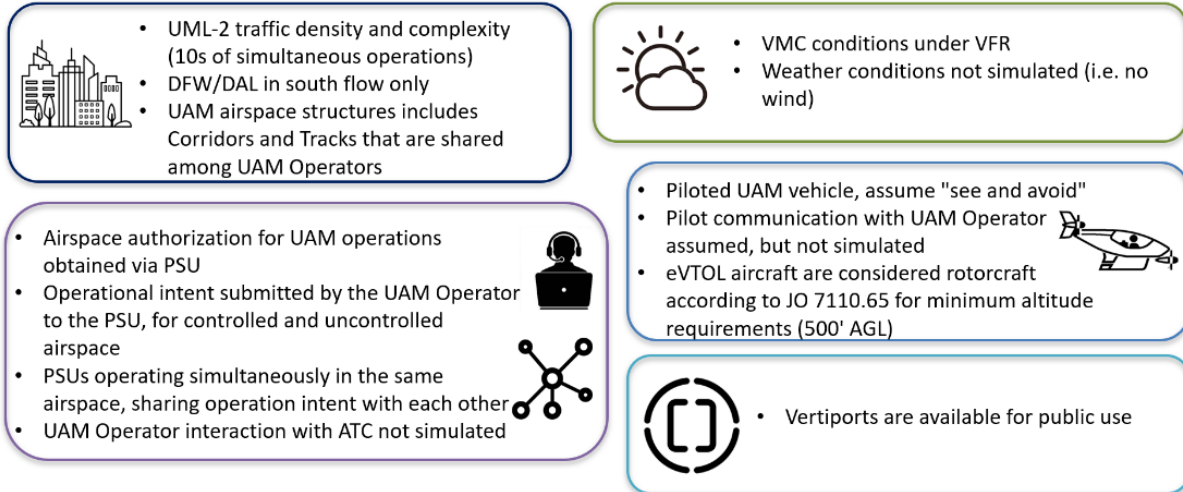 • UML-2 traffic density and complexity
(10s of simultaneous operations)
• DFW/DAL in south flow only
• UAM airspace structures includes
Corridors and Tracks that are shared
among UAM Operators
• VMC conditions under VFR
• Weather conditions not simulated (i.e. no
wind)
• Airspace authorization for UAM operations
obtained via PSU
• Operational intent submitted by the UAM Operator
to the PSU, for controlled and uncontrolled
airspace
• PSUs operating simultaneously in the same
airspace, sharing operation intent with each other
• UAM Operator interaction with ATC not simulated
• Piloted UAM vehicle, assume "see and avoid"
• Pilot communication with UAM Operator
assumed, but not simulated
• eVTOL aircraft are considered rotorcraft
according to JO 7110.65 for minimum altitude
requirements (500' AGL)
• Vertiports are available for public use